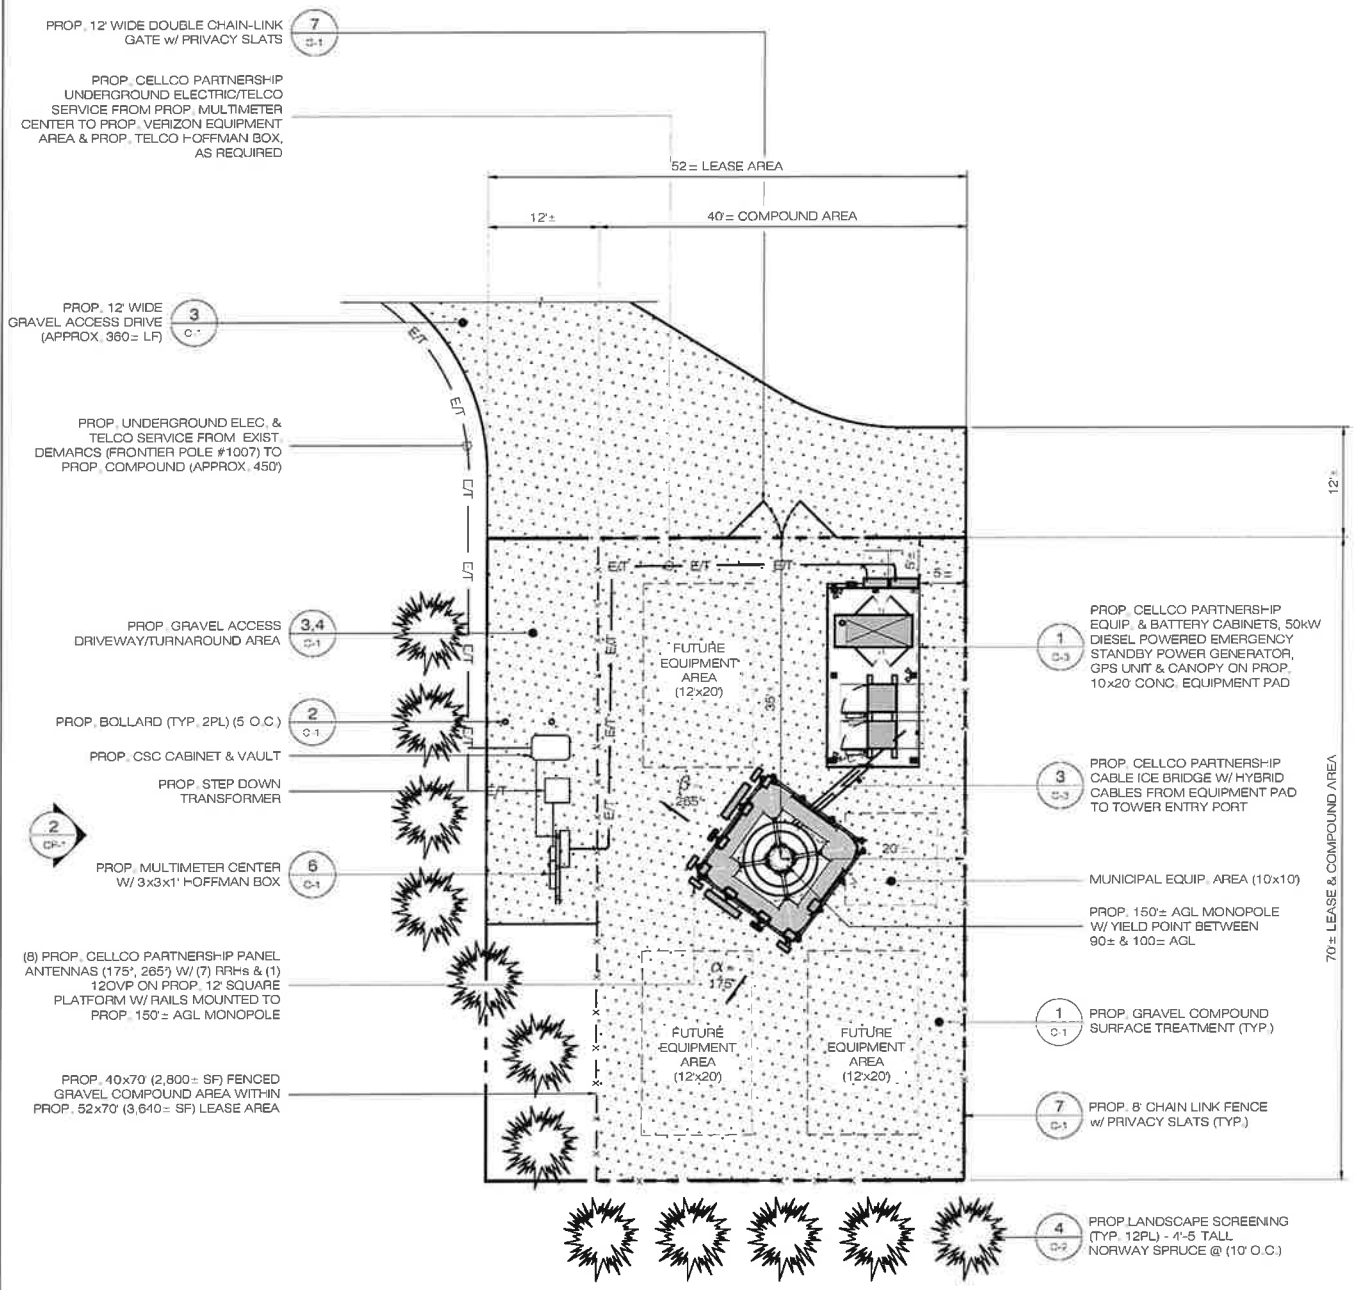 PROP. 12' WIDE DOUBLE CHAIN-LINK
GATE w/ PRIVACY SLATS
7
C-1
PROP. CELLCO PARTNERSHIP
UNDERGROUND ELECTRIC/TELCO
SERVICE FROM PROP. MULTIMETER
CENTER TO PROP. VERIZON EQUIPMENT
AREA & PROP. TELCO HOFFMAN BOX,
AS REQUIRED
52'± LEASE AREA
12'±
40'± COMPOUND AREA
PROP. 12' WIDE
GRAVEL ACCESS DRIVE
(APPROX. 360± LF)
3
C-1
E/T
E/T
PROP. UNDERGROUND ELEC. &
TELCO SERVICE FROM EXIST.
DEMARCS (FRONTIER POLE #1007) TO
PROP. COMPOUND (APPROX. 450')
E/T
12'±
E/T
E/T
E/T
E/T
5'±
5'±
PROP. GRAVEL ACCESS
DRIVEWAY/TURNAROUND AREA
3,4
C-1
E/T
E/T
FUTURE
EQUIPMENT
AREA
(12'x20')
1
C-3
PROP. CELLCO PARTNERSHIP
EQUIP. & BATTERY CABINETS, 50kW
DIESEL POWERED EMERGENCY
STANDBY POWER GENERATOR,
GPS UNIT & CANOPY ON PROP.
10x20' CONC. EQUIPMENT PAD
35'
PROP. BOLLARD (TYP. 2PL) (5' O.C.)
2
C-1
E/T
E/T
PROP. CSC CABINET & VAULT
PROP. STEP DOWN
TRANSFORMER
E/T
E/T
β
265°
3
C-3
PROP. CELLCO PARTNERSHIP
CABLE ICE BRIDGE W/ HYBRID
CABLES FROM EQUIPMENT PAD
TO TOWER ENTRY PORT
2
CP-1
20'±
PROP. MULTIMETER CENTER
W/ 3'x3'x1' HOFFMAN BOX
6
C-1
MUNICIPAL EQUIP. AREA (10'x10')
PROP. 150'± AGL MONOPOLE
W/ YIELD POINT BETWEEN
90± & 100± AGL
70'± LEASE & COMPOUND AREA
(8) PROP. CELLCO PARTNERSHIP PANEL
ANTENNAS (175°, 265°) W/ (7) RRHs & (1)
12OVP ON PROP. 12' SQUARE
PLATFORM W/ RAILS MOUNTED TO
PROP. 150'± AGL MONOPOLE
α =
175°
1
C-1
PROP. GRAVEL COMPOUND
SURFACE TREATMENT (TYP.)
FUTURE
EQUIPMENT
AREA
(12'x20')
FUTURE
EQUIPMENT
AREA
(12'x20')
PROP. 40x70' (2,800± SF) FENCED
GRAVEL COMPOUND AREA WITHIN
PROP. 52x70' (3,640± SF) LEASE AREA
7
C-1
PROP. 8' CHAIN LINK FENCE
w/ PRIVACY SLATS (TYP.)
4
C-2
PROP. LANDSCAPE SCREENING
(TYP. 12PL) - 4'-5' TALL
NORWAY SPRUCE @ (10' O.C.)